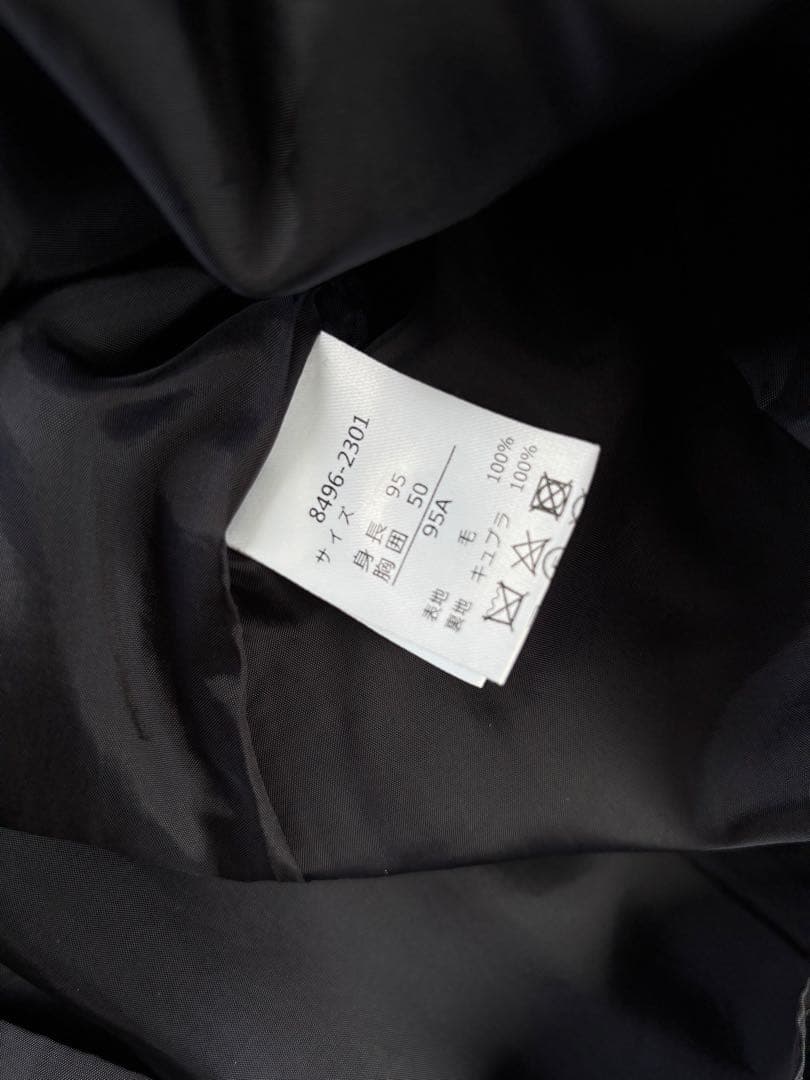 8496-2301
サイズ
身長 95
胸囲 50
95A
表地 毛 100%
裏地 キュプラ 100%